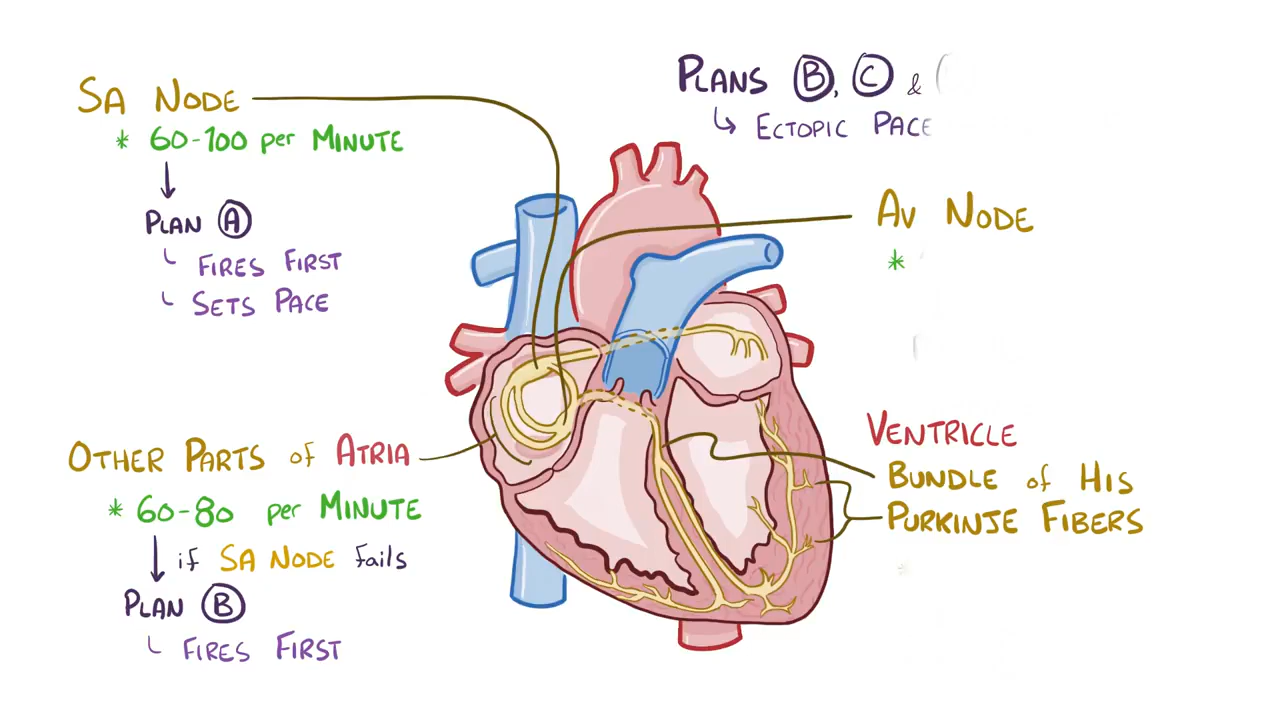 SA NODE
* 60-100 per MINUTE
PLAN A
FIRES FIRST
SETS PACE
OTHER PARTS of ATRIA
* 60-80 per MINUTE
if SA NODE fails
PLAN B
FIRES FIRST
PLANS B, C &
ECTOPIC PACE
AV NODE
*
VENTRICLE
BUNDLE of HIS
PURKINJE FIBERS